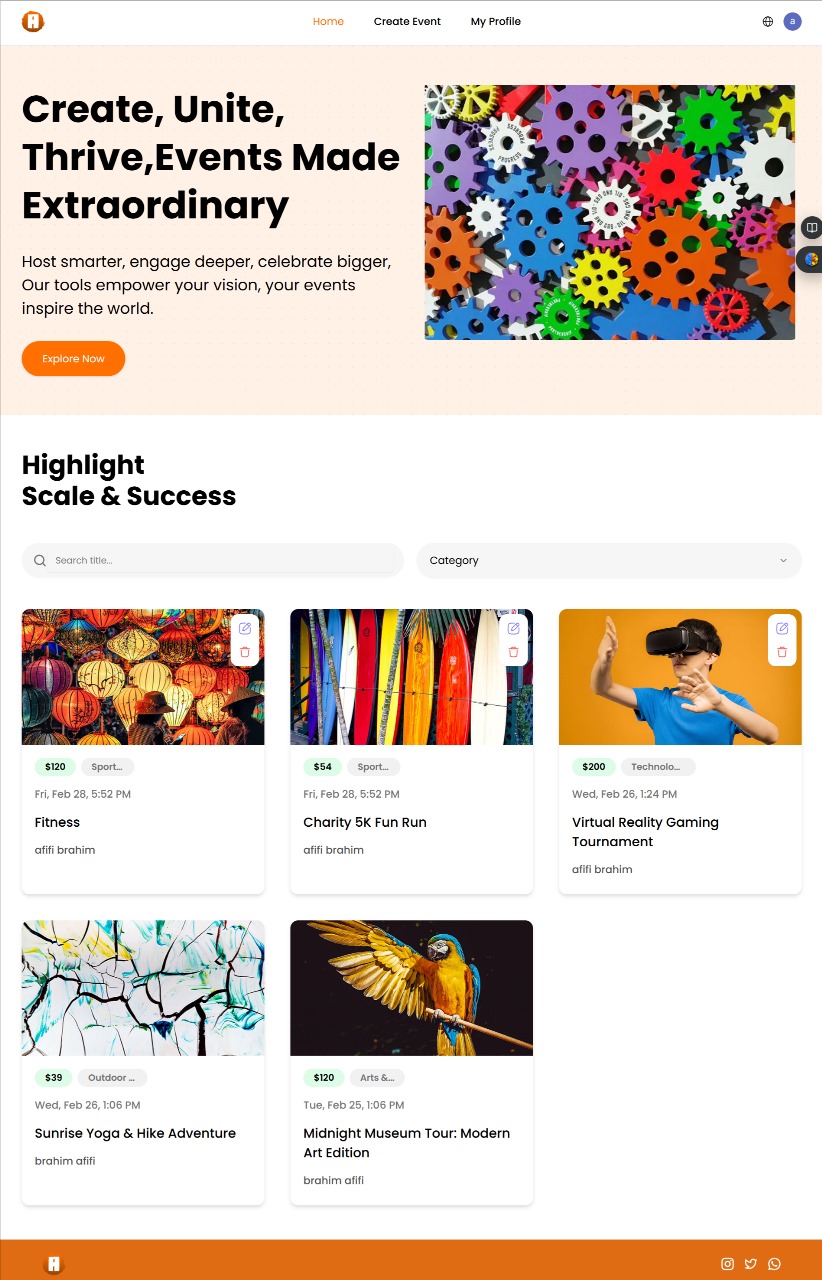 Home Create Event My Profile
a
Create, Unite,
Thrive,Events Made
Extraordinary
Host smarter, engage deeper, celebrate bigger,
Our tools empower your vision, your events
inspire the world.
Explore Now
PROGRESS
Highlight
Scale & Success
Search title...
Category
$120 Sport...
Fri, Feb 28, 5:52 PM
Fitness
afifi brahim
$54 Sport...
Fri, Feb 28, 5:52 PM
Charity 5K Fun Run
afifi brahim
$200 Technolo...
Wed, Feb 26, 1:24 PM
Virtual Reality Gaming
Tournament
afifi brahim
$39 Outdoor ...
Wed, Feb 26, 1:06 PM
Sunrise Yoga & Hike Adventure
brahim afifi
$120 Arts &...
Tue, Feb 25, 1:06 PM
Midnight Museum Tour: Modern
Art Edition
brahim afifi